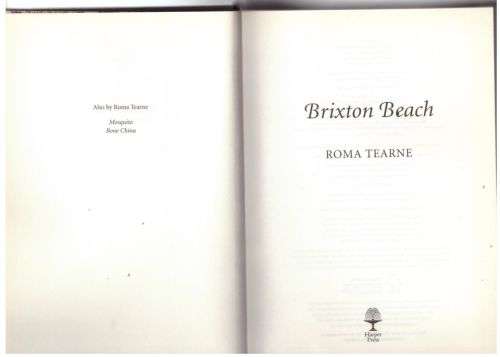 Also by Roma Tearne
Mosquito
Bone China
Brixton Beach
ROMA TEARNE
Harper
Press